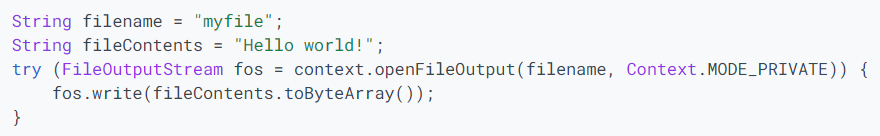 String filename = "myfile";
String fileContents = "Hello world!";
try (FileOutputStream fos = context.openFileOutput(filename, Context.MODE_PRIVATE)) {
    fos.write(fileContents.toByteArray());
}